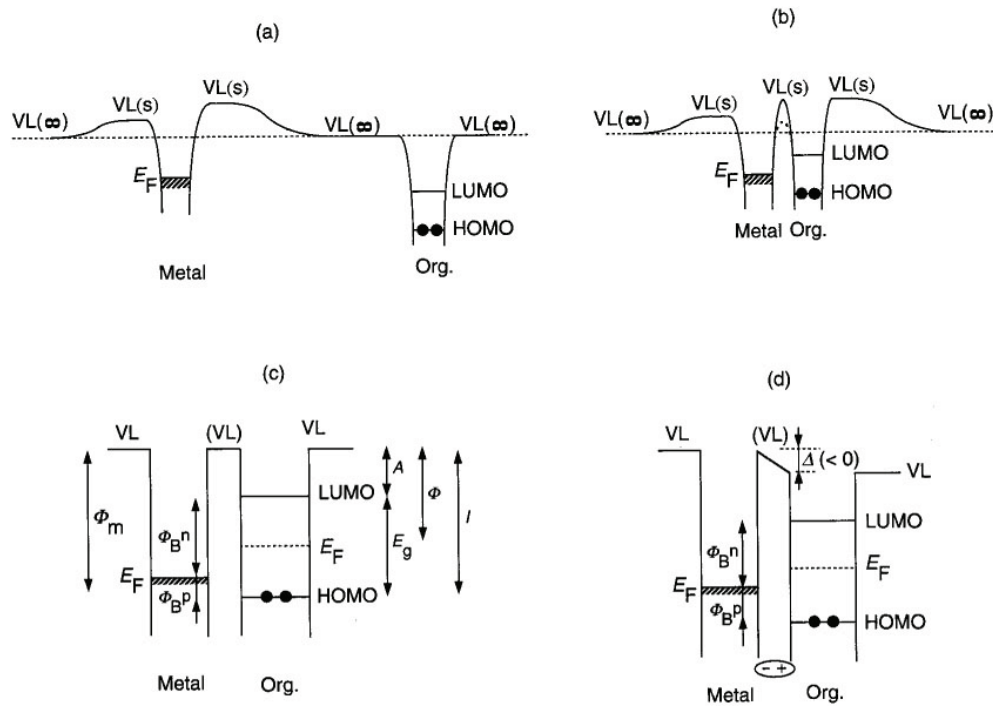 (a)
VL(∞)
VL(s)
VL(s)
VL(∞)
VL(∞)
E_F
LUMO
HOMO
Metal
Org.
(b)
VL(∞)
VL(s)
VL(s)
VL(s)
VL(∞)
E_F
LUMO
HOMO
Metal Org.
(c)
VL
(VL)
VL
Φ_m
Φ_B^n
E_F
Φ_B^p
LUMO
E_F
HOMO
A
E_g
Φ
I
Metal
Org.
(d)
VL
(VL)
Δ (<0)
VL
Φ_B^n
E_F
Φ_B^p
LUMO
E_F
HOMO
- +
Metal
Org.